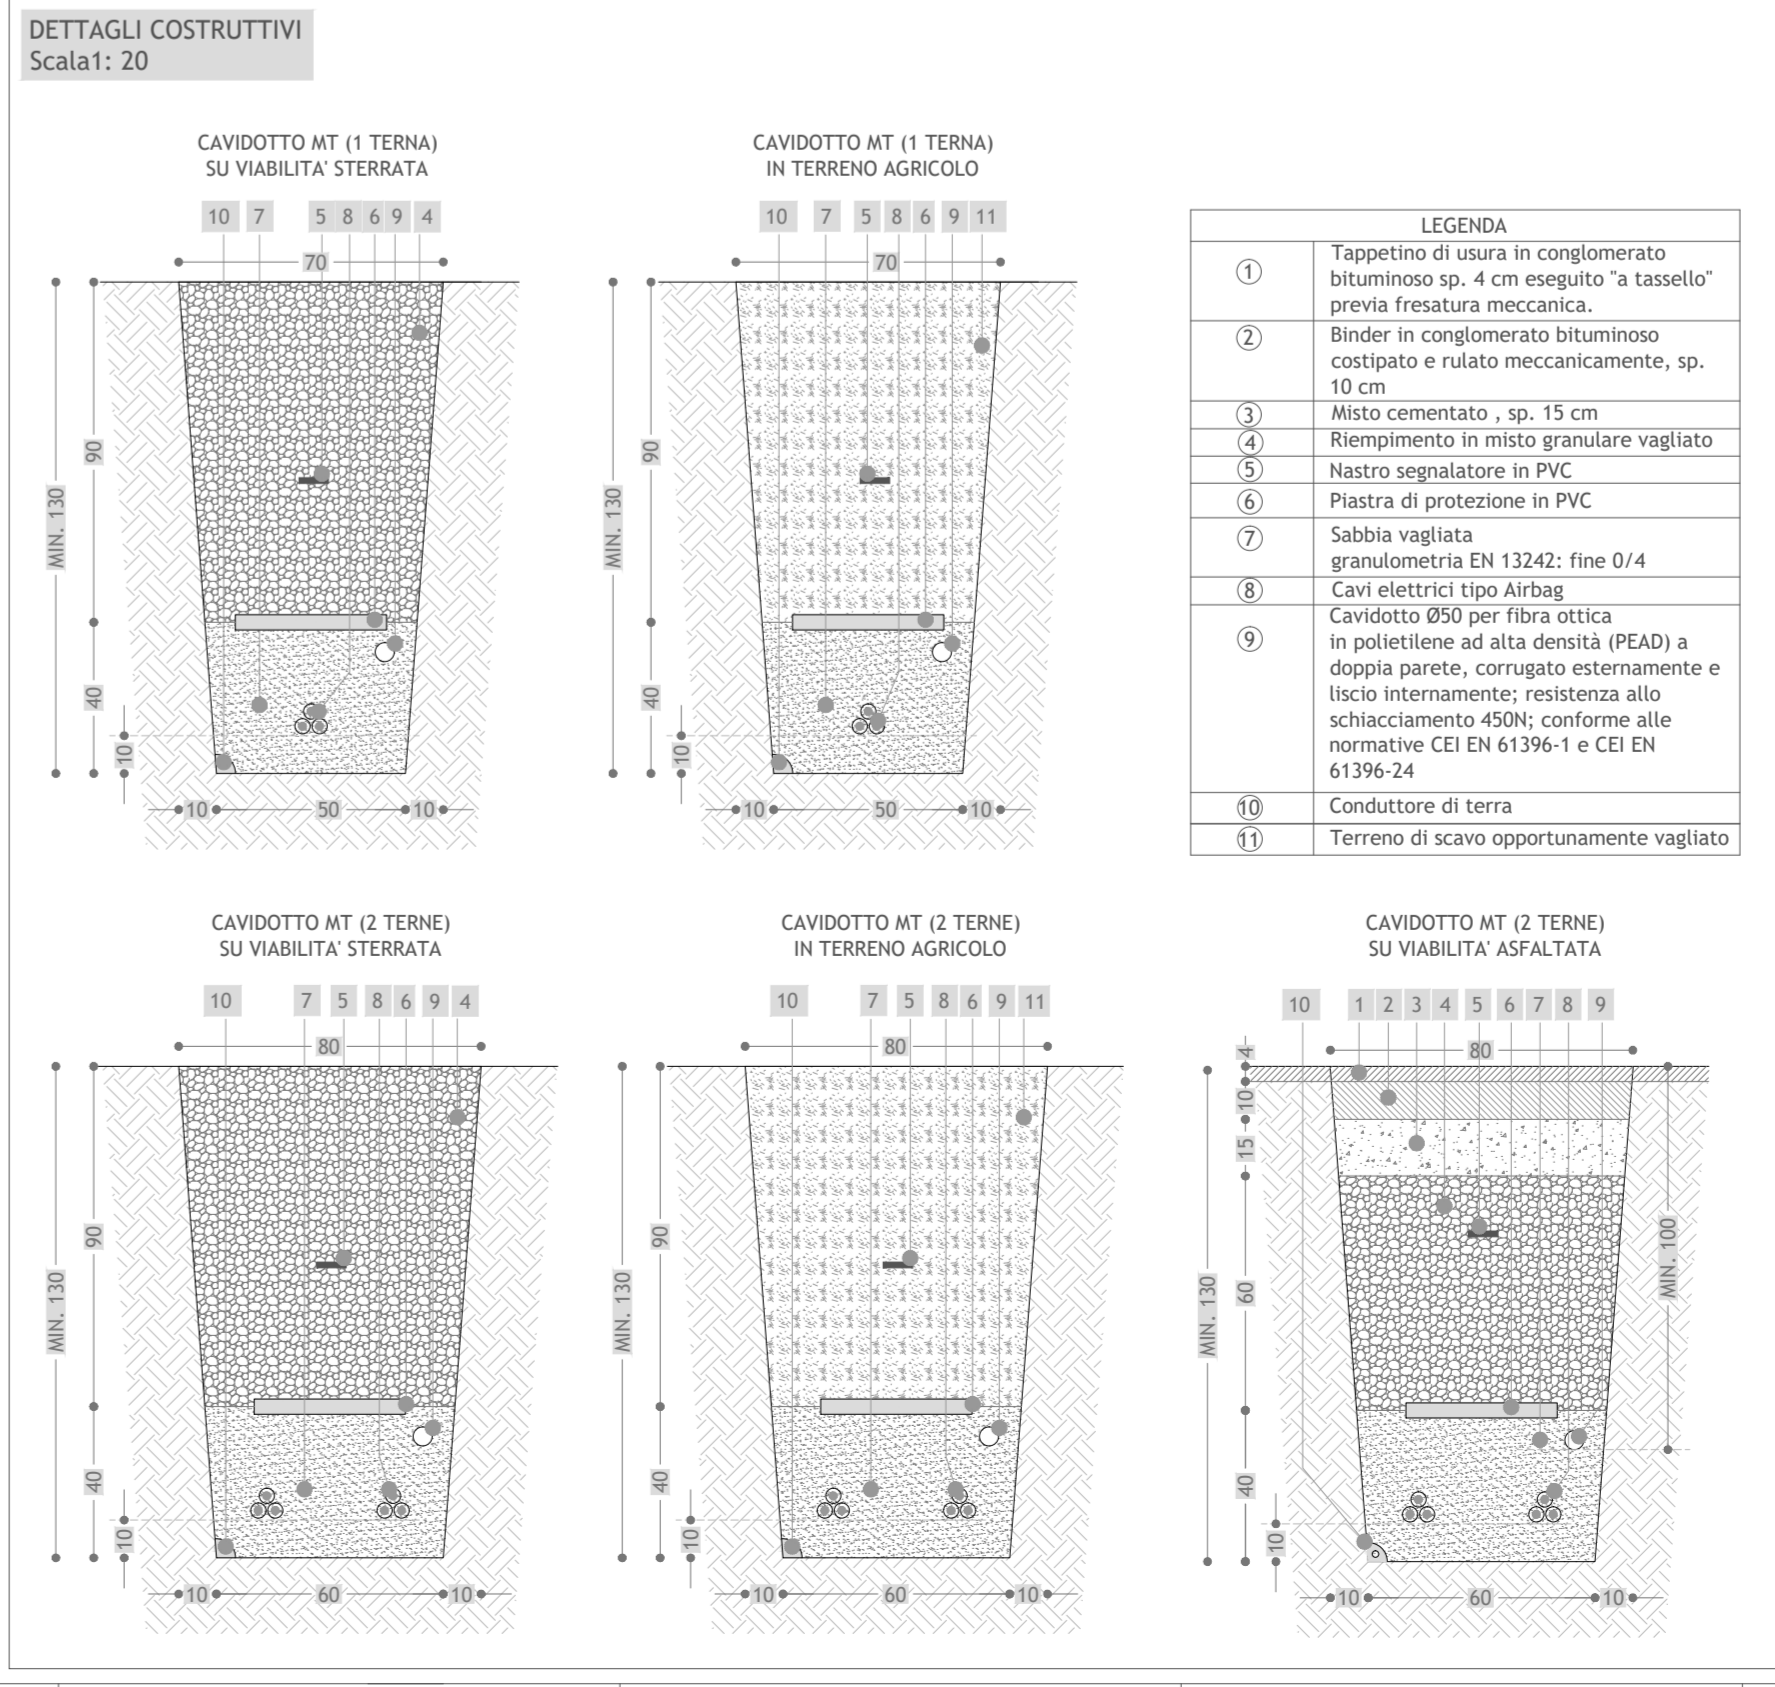 DETTAGLI COSTRUTTIVI
Scala1: 20
CAVIDOTTO MT (1 TERNA)
SU VIABILITA' STERRATA
10 7 5 8 6 9 4
70
90
MIN. 130
40
10
10 50 10
CAVIDOTTO MT (1 TERNA)
IN TERRENO AGRICOLO
10 7 5 8 6 9 11
70
90
MIN. 130
40
10
10 50 10
LEGENDA
1 Tappetino di usura in conglomerato
bituminoso sp. 4 cm eseguito "a tassello"
previa fresatura meccanica.
2 Binder in conglomerato bituminoso
costipato e rulato meccanicamente, sp.
10 cm
3 Misto cementato , sp. 15 cm
4 Riempimento in misto granulare vagliato
5 Nastro segnalatore in PVC
6 Piastra di protezione in PVC
7 Sabbia vagliata
granulometria EN 13242: fine 0/4
8 Cavi elettrici tipo Airbag
9 Cavidotto Ø50 per fibra ottica
in polietilene ad alta densità (PEAD) a
doppia parete, corrugato esternamente e
liscio internamente; resistenza allo
schiacciamento 450N; conforme alle
normative CEI EN 61396-1 e CEI EN
61396-24
10 Conduttore di terra
11 Terreno di scavo opportunamente vagliato
CAVIDOTTO MT (2 TERNE)
SU VIABILITA' STERRATA
10 7 5 8 6 9 4
80
90
MIN. 130
40
10
10 60 10
CAVIDOTTO MT (2 TERNE)
IN TERRENO AGRICOLO
10 7 5 8 6 9 11
80
90
MIN. 130
40
10
10 60 10
CAVIDOTTO MT (2 TERNE)
SU VIABILITA' ASFALTATA
10 1 2 3 4 5 6 7 8 9
80
4
10
15
60
MIN. 100
MIN. 130
40
10
10 60 10